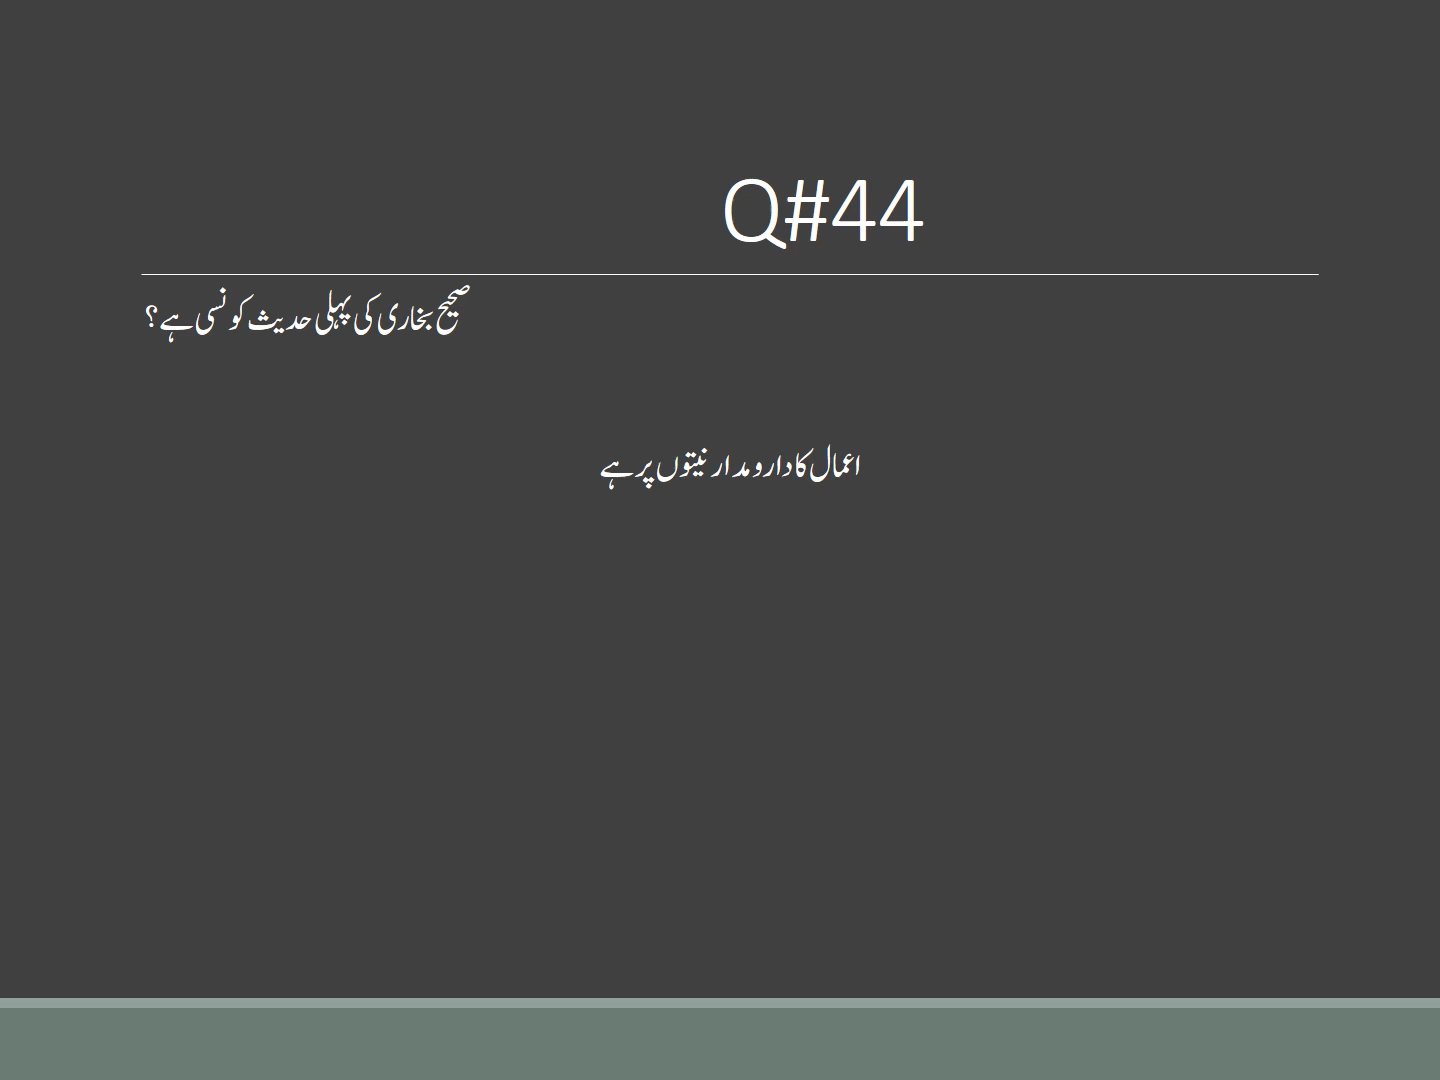 Q#44
صحیح بخاری کی پہلی حدیث کونسی ہے؟
اعمال کا دارومدار نیتوں پر ہے